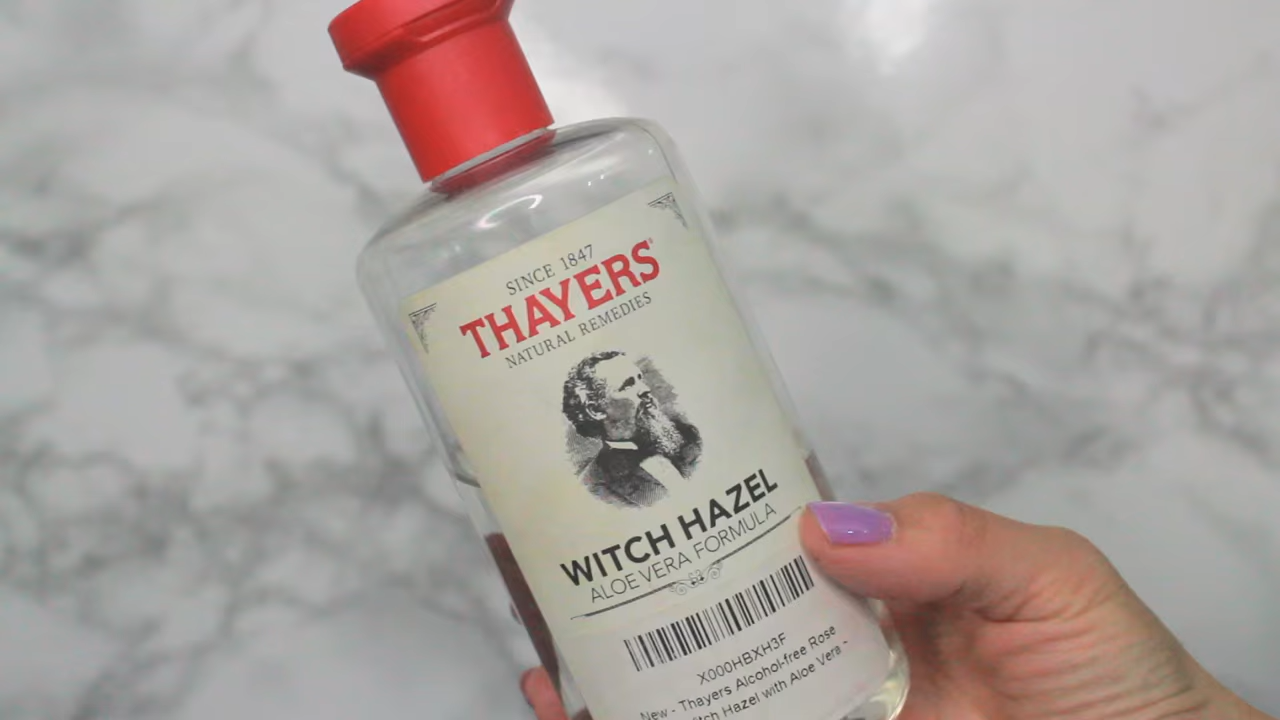 SINCE 1847
THAYERS®
NATURAL REMEDIES
WITCH HAZEL
ALOE VERA FORMULA
X000HBXH3F
New - Thayers Alcohol-free Rose
Hazel with Aloe Vera -